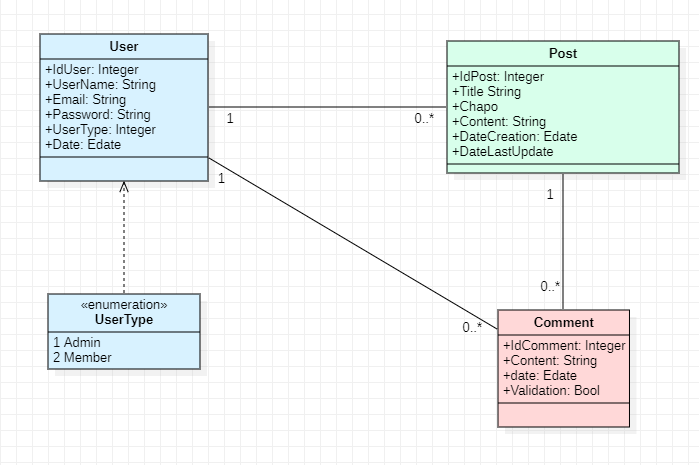 User
+IdUser: Integer
+UserName: String
+Email: String
+Password: String
+UserType: Integer
+Date: Edate
Post
+IdPost: Integer
+Title String
+Chapo
+Content: String
+DateCreation: Edate
+DateLastUpdate
1
0..*
1
1
0..*
0..*
«enumeration»
UserType
1 Admin
2 Member
Comment
+IdComment: Integer
+Content: String
+date: Edate
+Validation: Bool